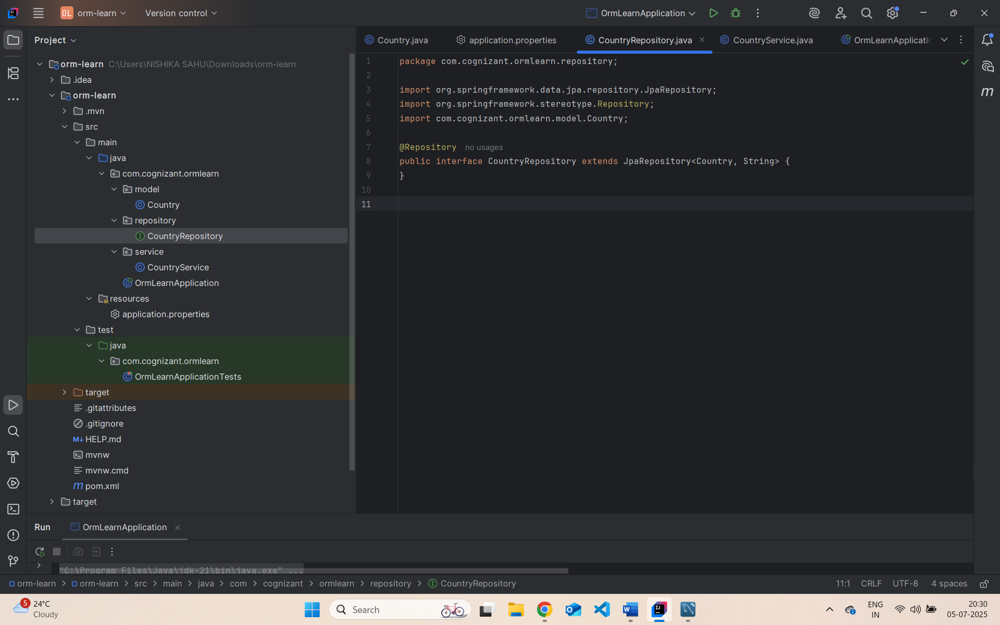 OL orm-learn Version control OrmLearnApplication
Project
orm-learn C:\Users\NISHIKA SAHU\Downloads\orm-learn
.idea
orm-learn
.mvn
src
main
java
com.cognizant.ormlearn
model
Country
repository
CountryRepository
service
CountryService
OrmLearnApplication
resources
application.properties
test
java
com.cognizant.ormlearn
OrmLearnApplicationTests
target
.gitattributes
.gitignore
HELP.md
mvnw
mvnw.cmd
pom.xml
target
Country.java application.properties CountryRepository.java CountryService.java OrmLearnApplicatio
1 package com.cognizant.ormlearn.repository;
2
3 import org.springframework.data.jpa.repository.JpaRepository;
4 import org.springframework.stereotype.Repository;
5 import com.cognizant.ormlearn.model.Country;
6
7 @Repository no usages
8 public interface CountryRepository extends JpaRepository<Country, String> {
9 }
10
11
Run OrmLearnApplication
"C:\Program Files\Java\jdk-21\bin\java.exe" ...
orm-learn > orm-learn > src > main > java > com > cognizant > ormlearn > repository > CountryRepository 11:1 CRLF UTF-8 4 spaces
5 24°C
Cloudy
Search
ENG
IN
20:30
05-07-2025